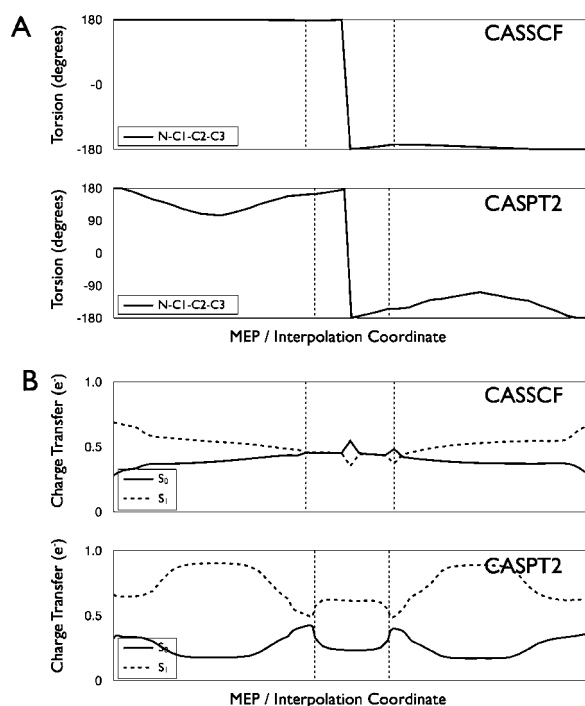 A
CASSCF
Torsion (degrees)
180
-0
-180
N-C1-C2-C3
CASPT2
Torsion (degrees)
180
90
0
-90
-180
N-C1-C2-C3
MEP / Interpolation Coordinate
B
CASSCF
Charge Transfer (e-)
1.0
0.5
0
S0
S1
CASPT2
Charge Transfer (e-)
1.0
0.5
0
S0
S1
MEP / Interpolation Coordinate